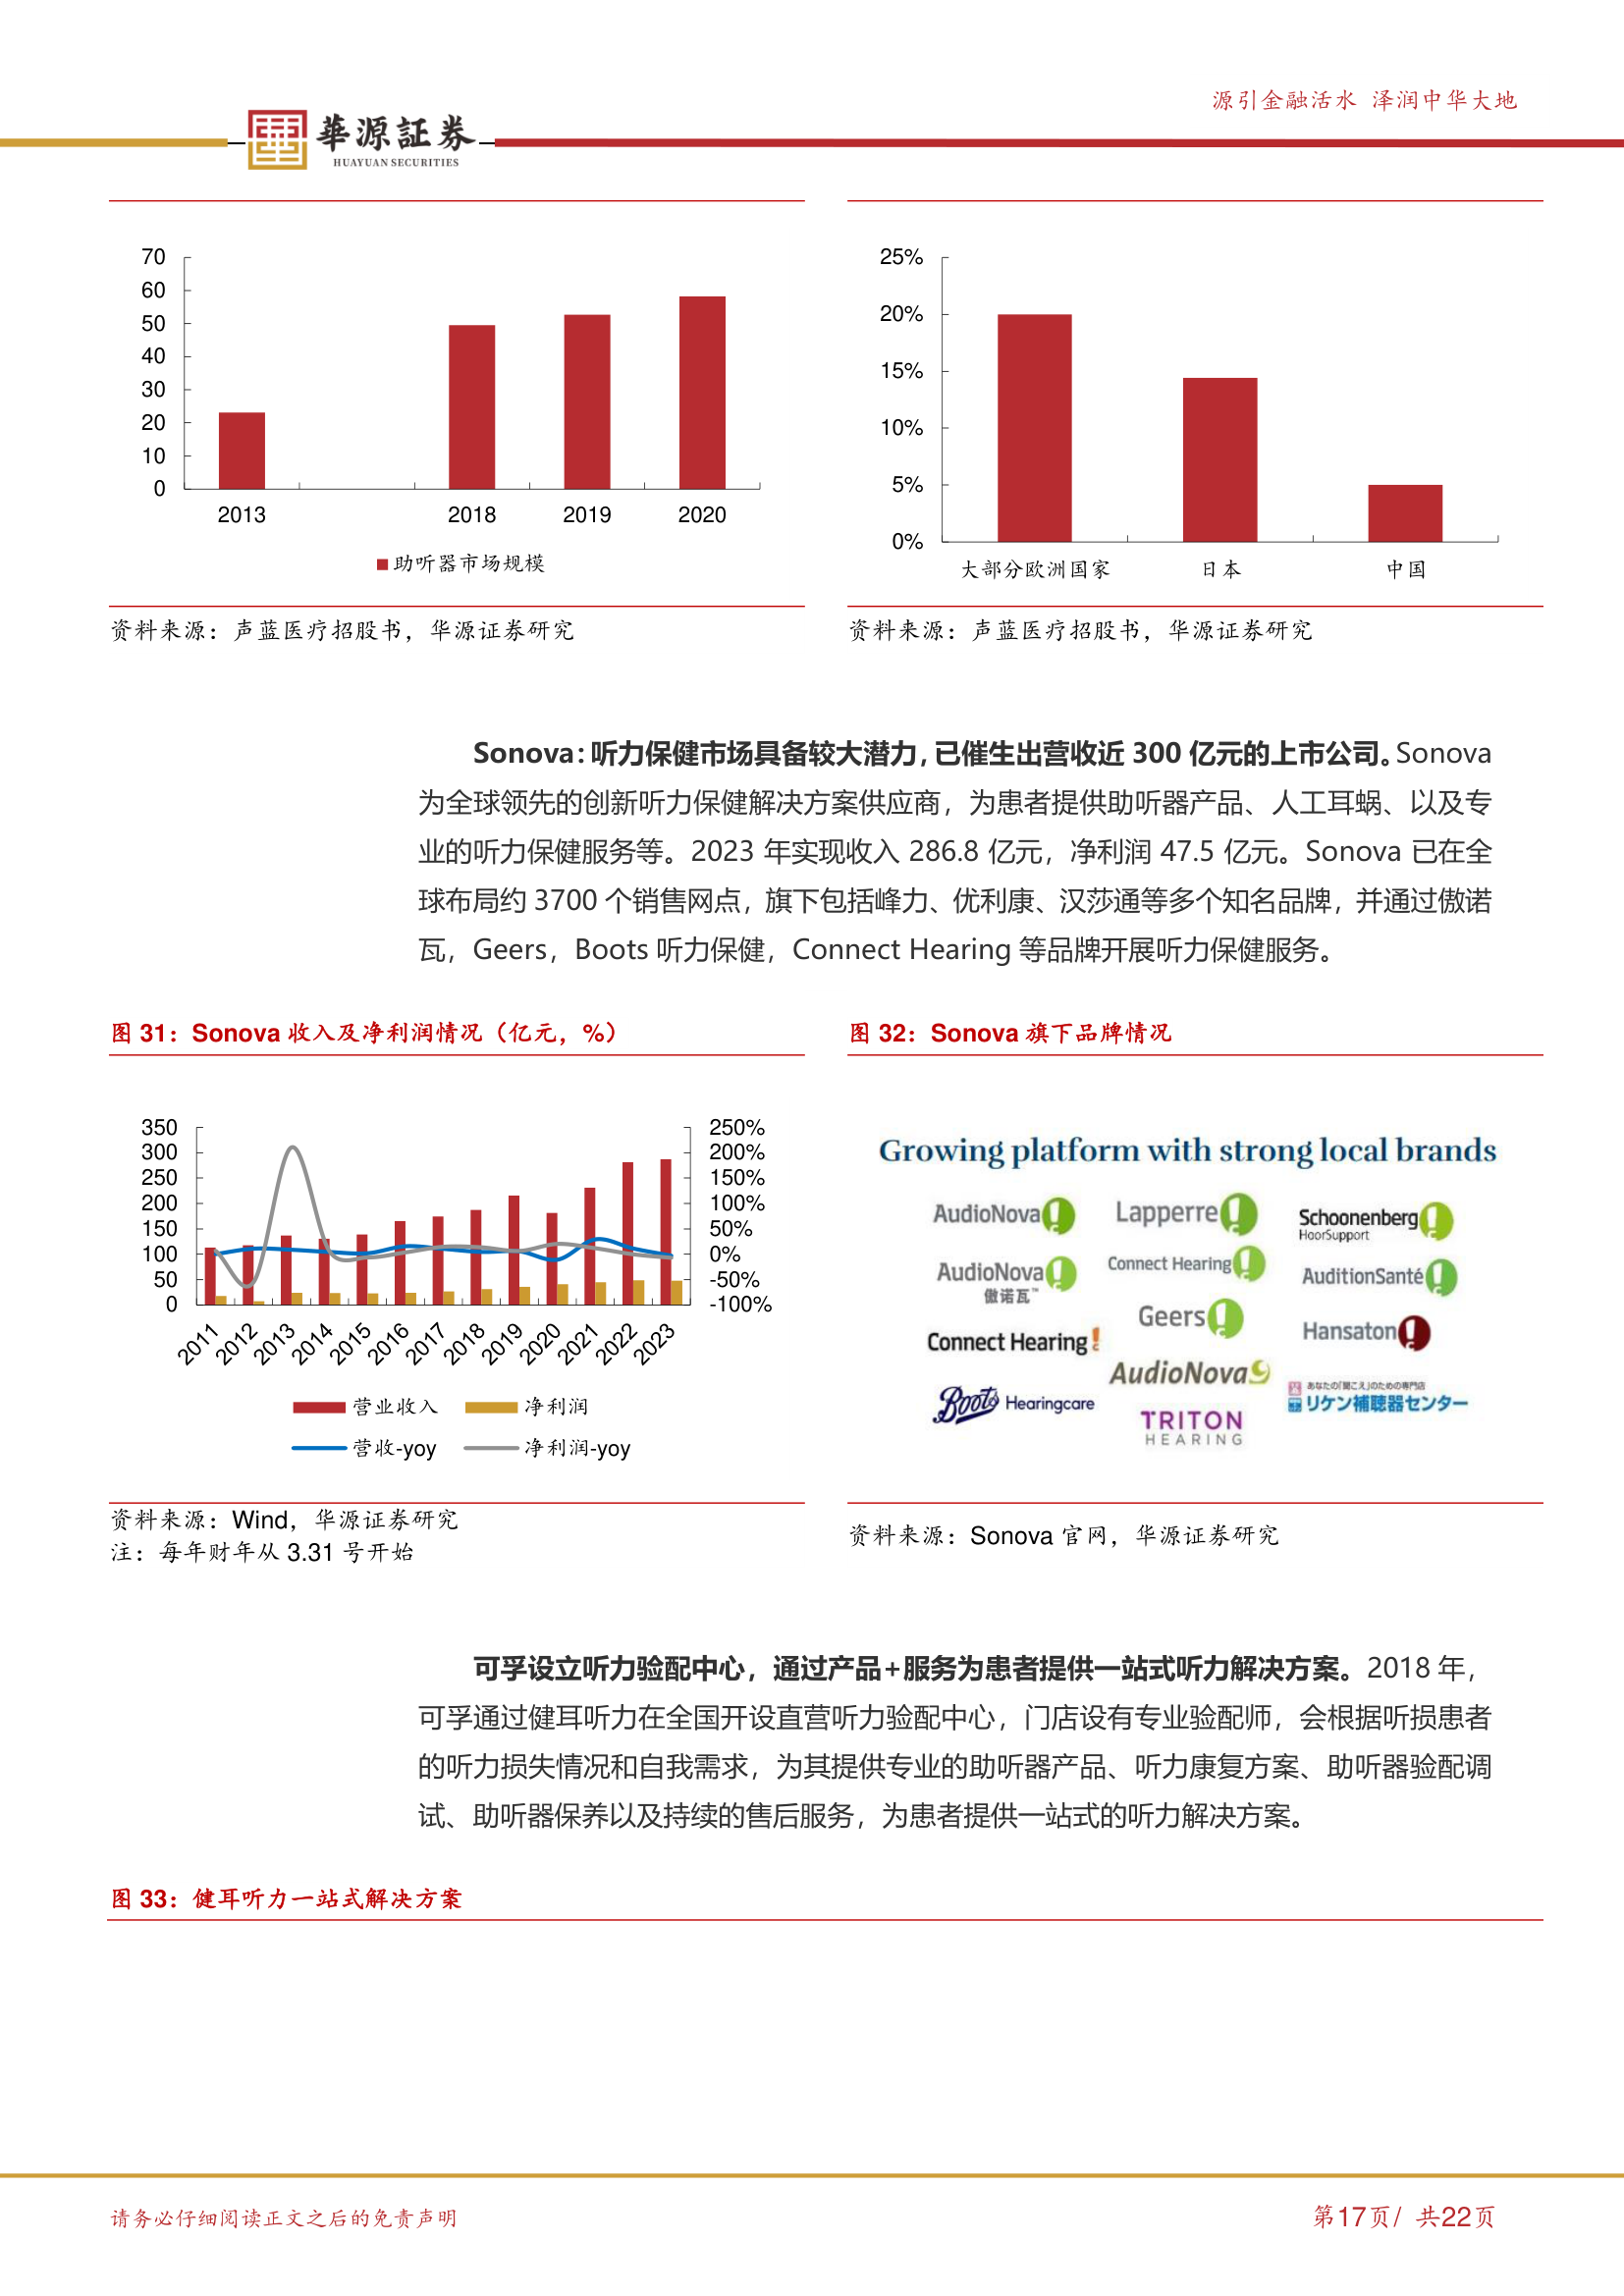 源引金融活水 泽润中华大地
華源証券
HUAYUAN SECURITIES
70
60
50
40
30
20
10
0
2013 2018 2019 2020
助听器市场规模
25%
20%
15%
10%
5%
0%
大部分欧洲国家 日本 中国
资料来源：声蓝医疗招股书，华源证券研究
资料来源：声蓝医疗招股书，华源证券研究
Sonova：听力保健市场具备较大潜力，已催生出营收近 300 亿元的上市公司。Sonova
为全球领先的创新听力保健解决方案供应商，为患者提供助听器产品、人工耳蜗、以及专
业的听力保健服务等。2023 年实现收入 286.8 亿元，净利润 47.5 亿元。Sonova 已在全
球布局约 3700 个销售网点，旗下包括峰力、优利康、汉莎通等多个知名品牌，并通过傲诺
瓦，Geers，Boots 听力保健，Connect Hearing 等品牌开展听力保健服务。
图 31：Sonova 收入及净利润情况（亿元，%）
350
300
250
200
150
100
50
0
250%
200%
150%
100%
50%
0%
-50%
-100%
2011 2012 2013 2014 2015 2016 2017 2018 2019 2020 2021 2022 2023
营业收入 净利润
营收-yoy 净利润-yoy
资料来源：Wind，华源证券研究
注：每年财年从 3.31 号开始
图 32：Sonova 旗下品牌情况
Growing platform with strong local brands
AudioNova
Lapperre
Schoonenberg
HoorSupport
AudioNova
傲诺瓦™
Connect Hearing
AuditionSanté
Geers
Connect Hearing
Hansaton
AudioNova
Boots Hearingcare
あなたの「聞こえ」のための専門店
リケン補聴器センター
TRITON
HEARING
资料来源：Sonova 官网，华源证券研究
可孚设立听力验配中心，通过产品+服务为患者提供一站式听力解决方案。2018 年，
可孚通过健耳听力在全国开设直营听力验配中心，门店设有专业验配师，会根据听损患者
的听力损失情况和自我需求，为其提供专业的助听器产品、听力康复方案、助听器验配调
试、助听器保养以及持续的售后服务，为患者提供一站式的听力解决方案。
图 33：健耳听力一站式解决方案
请务必仔细阅读正文之后的免责声明
第17页/ 共22页